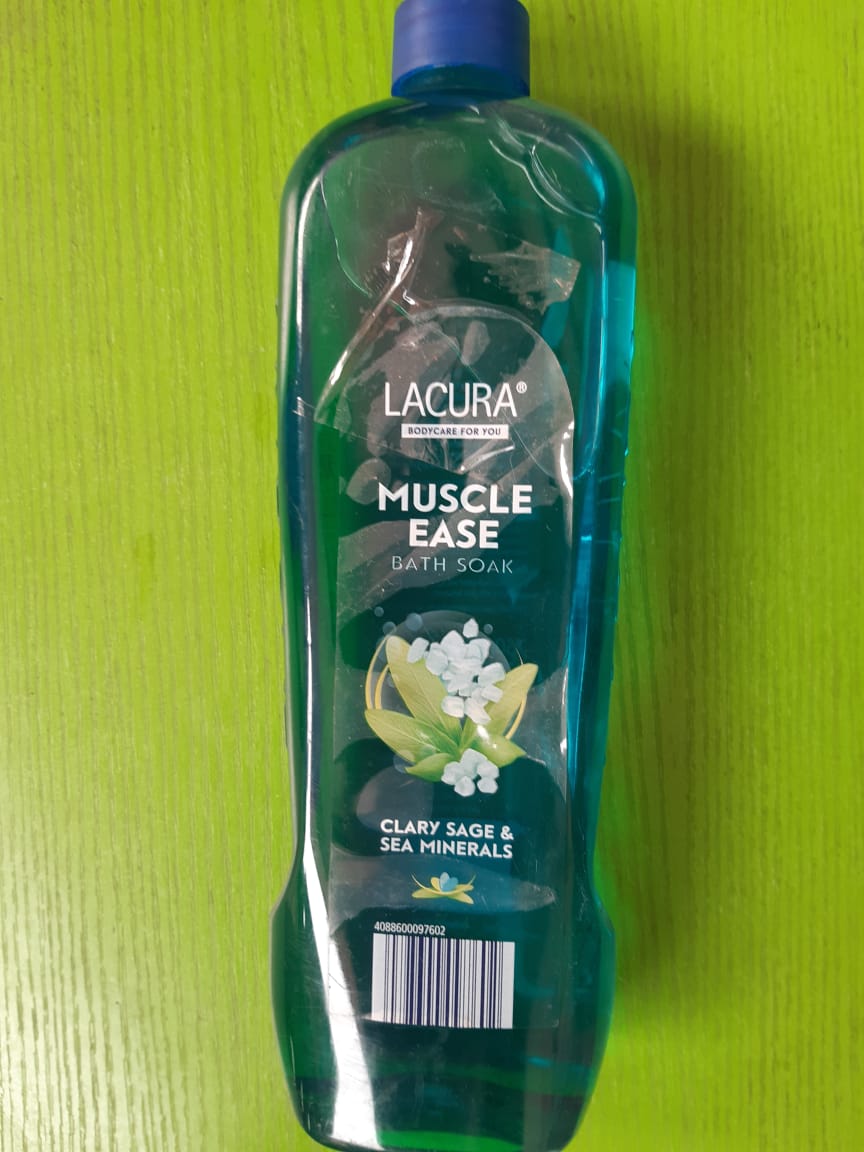 LACURA®
BODYCARE FOR YOU
MUSCLE
EASE
BATH SOAK
CLARY SAGE &
SEA MINERALS
4088600097602